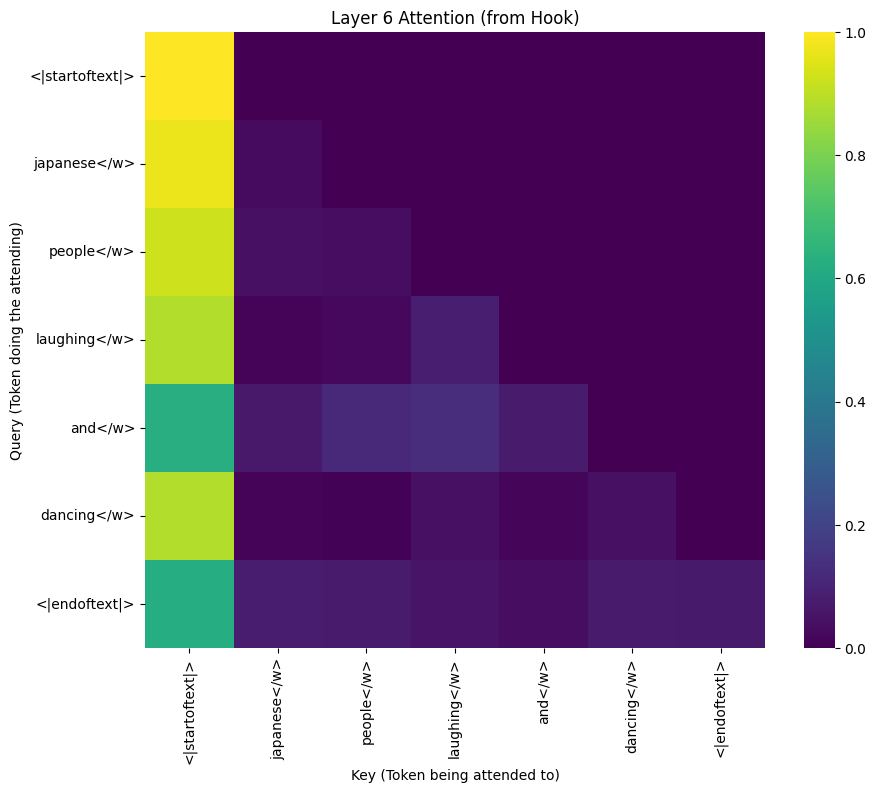 Layer 6 Attention (from Hook)
Query (Token doing the attending)
<|startoftext|>
japanese</w>
people</w>
laughing</w>
and</w>
dancing</w>
<|endoftext|>
<|startoftext|>
japanese</w>
people</w>
laughing</w>
and</w>
dancing</w>
<|endoftext|>
Key (Token being attended to)
1.0
0.8
0.6
0.4
0.2
0.0